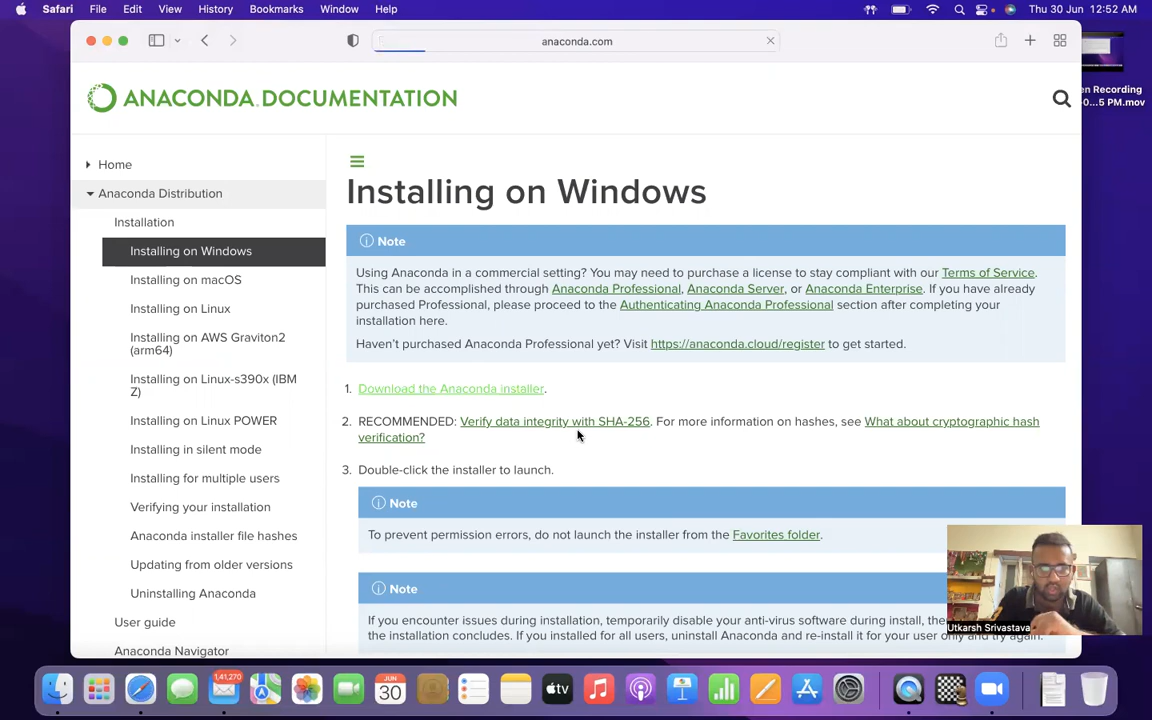 Safari File Edit View History Bookmarks Window Help Thu 30 Jun 12:52 AM
anaconda.com
en Recording
0...5 PM.mov
ANACONDA DOCUMENTATION
Home
Anaconda Distribution
Installation
Installing on Windows
Installing on macOS
Installing on Linux
Installing on AWS Graviton2
(arm64)
Installing on Linux-s390x (IBM
Z)
Installing on Linux POWER
Installing in silent mode
Installing for multiple users
Verifying your installation
Anaconda installer file hashes
Updating from older versions
Uninstalling Anaconda
User guide
Anaconda Navigator
Installing on Windows
Note
Using Anaconda in a commercial setting? You may need to purchase a license to stay compliant with our Terms of Service.
This can be accomplished through Anaconda Professional, Anaconda Server, or Anaconda Enterprise. If you have already
purchased Professional, please proceed to the Authenticating Anaconda Professional section after completing your
installation here.
Haven't purchased Anaconda Professional yet? Visit https://anaconda.cloud/register to get started.
1. Download the Anaconda installer.
2. RECOMMENDED: Verify data integrity with SHA-256. For more information on hashes, see What about cryptographic hash
verification?
3. Double-click the installer to launch.
Note
To prevent permission errors, do not launch the installer from the Favorites folder.
Note
If you encounter issues during installation, temporarily disable your anti-virus software during install, the
the installation concludes. If you installed for all users, uninstall Anaconda and re-install it for your user only and try again.
Utkarsh Srivastava
1,41,270
JUN
30
tv